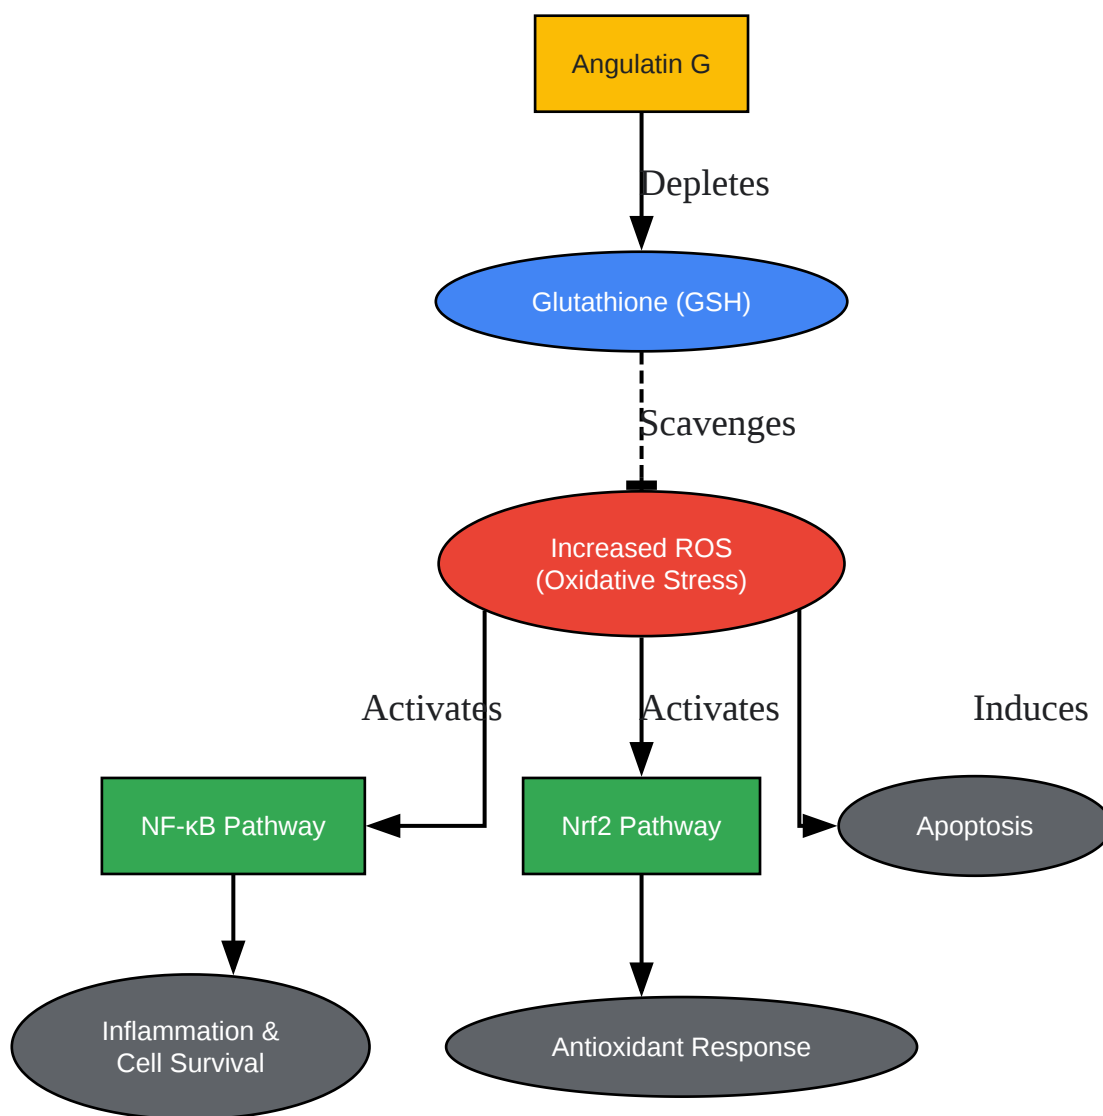 Angulatin G
Depletes
Glutathione (GSH)
Scavenges
Increased ROS
(Oxidative Stress)
Activates
Activates
Induces
NF-κB Pathway
Nrf2 Pathway
Apoptosis
Inflammation &
Cell Survival
Antioxidant Response